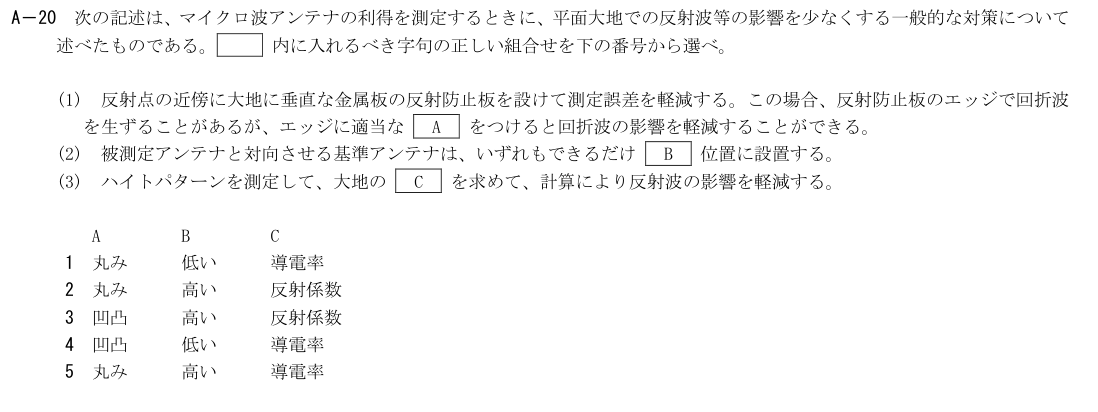 A－20　次の記述は、マイクロ波アンテナの利得を測定するときに、平面大地での反射波等の影響を少なくする一般的な対策について
述べたものである。　　　内に入れるべき字句の正しい組合せを下の番号から選べ。
(1)　反射点の近傍に大地に垂直な金属板の反射防止板を設けて測定誤差を軽減する。この場合、反射防止板のエッジで回折波
を生ずることがあるが、エッジに適当な　A　をつけると回折波の影響を軽減することができる。
(2)　被測定アンテナと対向させる基準アンテナは、いずれもできるだけ　B　位置に設置する。
(3)　ハイトパターンを測定して、大地の　C　を求めて、計算により反射波の影響を軽減する。
A　B　C
1　丸み　低い　導電率
2　丸み　高い　反射係数
3　凹凸　高い　反射係数
4　凹凸　低い　導電率
5　丸み　高い　導電率